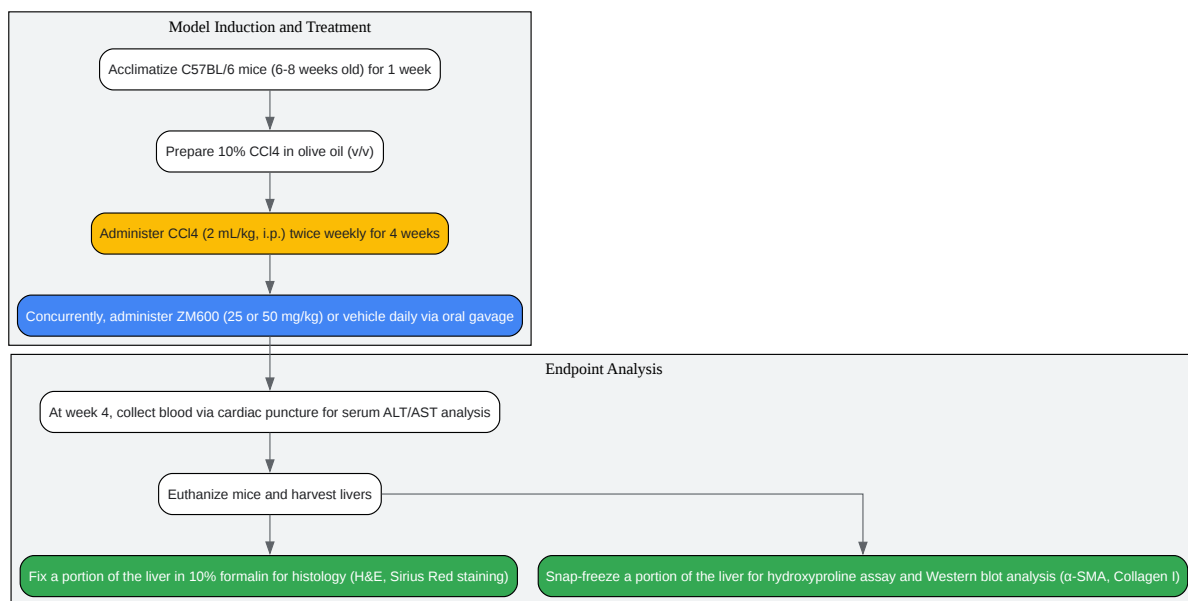 Model Induction and Treatment
Acclimatize C57BL/6 mice (6-8 weeks old) for 1 week
Prepare 10% CCl4 in olive oil (v/v)
Administer CCl4 (2 mL/kg, i.p.) twice weekly for 4 weeks
Concurrently, administer ZM600 (25 or 50 mg/kg) or vehicle daily via oral gavage
Endpoint Analysis
At week 4, collect blood via cardiac puncture for serum ALT/AST analysis
Euthanize mice and harvest livers
Fix a portion of the liver in 10% formalin for histology (H&E, Sirius Red staining)
Snap-freeze a portion of the liver for hydroxyproline assay and Western blot analysis (α-SMA, Collagen I)